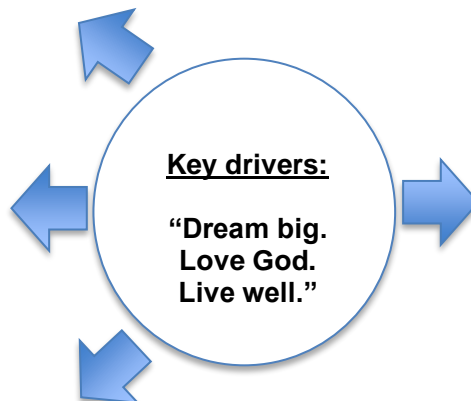 Key drivers:
“Dream big.
Love God.
Live well.”